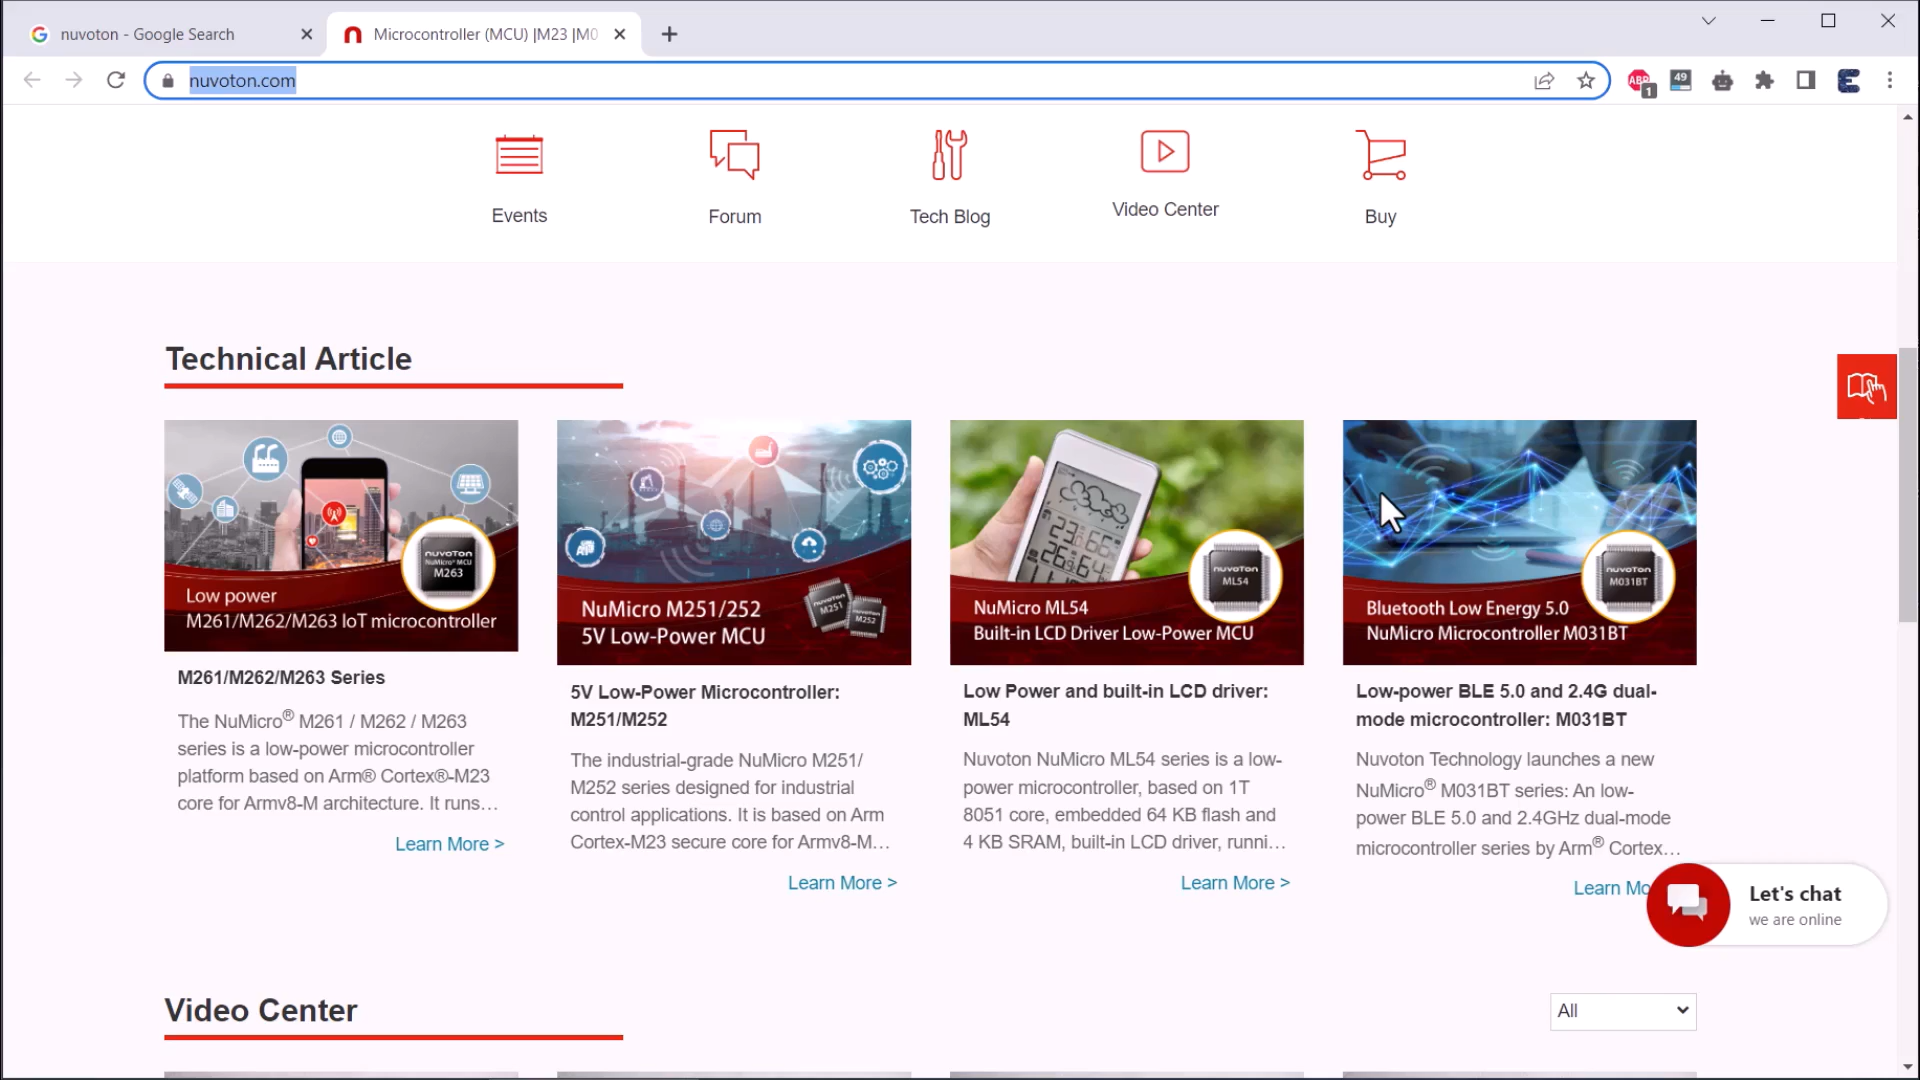 nuvoton - Google Search
Microcontroller (MCU) |M23 |M0
nuvoton.com
ABP
1
49
Events
Forum
Tech Blog
Video Center
Buy
Technical Article
nuvoTon
NuMicro® MCU
M263
Low power
M261/M262/M263 IoT microcontroller
nuvoTon
M251
nuvoTon
M252
NuMicro M251/252
5V Low-Power MCU
nuvoTon
ML54
NuMicro ML54
Built-in LCD Driver Low-Power MCU
nuvoTon
M031BT
Bluetooth Low Energy 5.0
NuMicro Microcontroller M031BT
M261/M262/M263 Series
The NuMicro® M261 / M262 / M263
series is a low-power microcontroller
platform based on Arm® Cortex®-M23
core for Armv8-M architecture. It runs…
Learn More >
5V Low-Power Microcontroller:
M251/M252
The industrial-grade NuMicro M251/
M252 series designed for industrial
control applications. It is based on Arm
Cortex-M23 secure core for Armv8-M…
Learn More >
Low Power and built-in LCD driver:
ML54
Nuvoton NuMicro ML54 series is a low-
power microcontroller, based on 1T
8051 core, embedded 64 KB flash and
4 KB SRAM, built-in LCD driver, runni…
Learn More >
Low-power BLE 5.0 and 2.4G dual-
mode microcontroller: M031BT
Nuvoton Technology launches a new
NuMicro® M031BT series: An low-
power BLE 5.0 and 2.4GHz dual-mode
microcontroller series by Arm® Cortex…
Learn Mo
Let's chat
we are online
Video Center
All